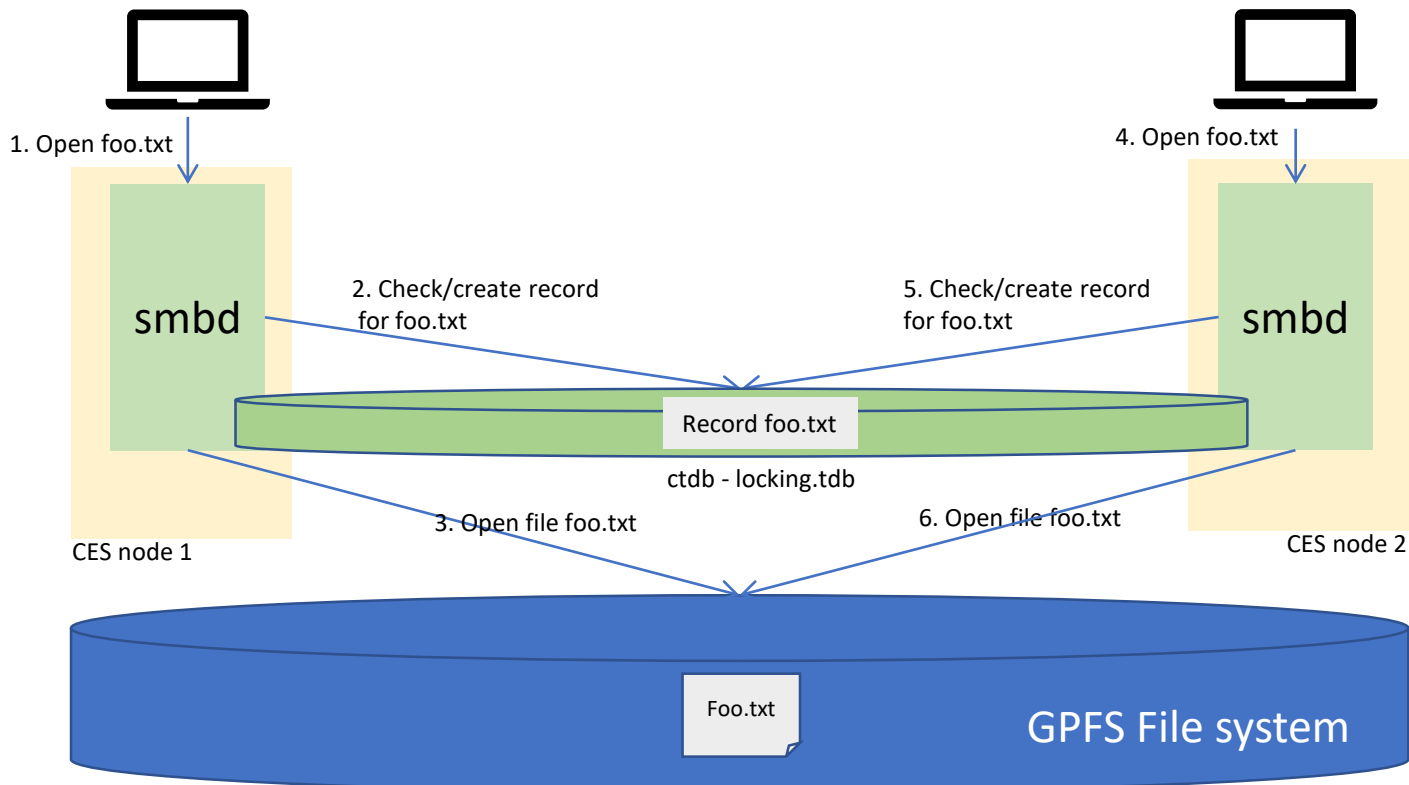 1. Open foo.txt
4. Open foo.txt
2. Check/create record
for foo.txt
5. Check/create record
for foo.txt
smbd
smbd
Record foo.txt
ctdb - locking.tdb
3. Open file foo.txt
6. Open file foo.txt
CES node 1
CES node 2
Foo.txt
GPFS File system